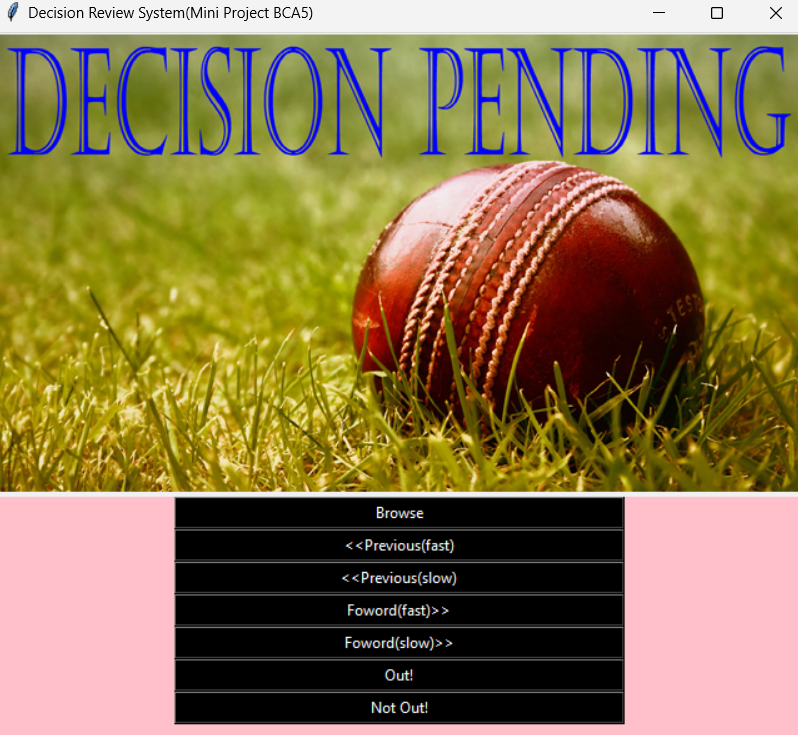 Decision Review System(Mini Project BCA5)
DECISION PENDING
Browse
<<Previous(fast)
<<Previous(slow)
Foword(fast)>>
Foword(slow)>>
Out!
Not Out!